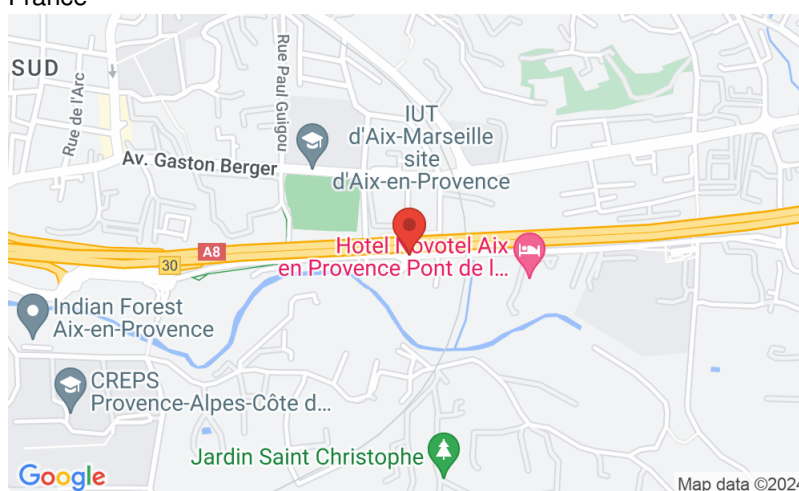 France
SUD
Rue de l'Arc
Rue Paul Guigou
Av. Gaston Berger
IUT
d'Aix-Marseille
site
d'Aix-en-Provence
A8
30
Hotel Novotel Aix
en Provence Pont de l...
Indian Forest
Aix-en-Provence
CREPS
Provence-Alpes-Côte d...
Jardin Saint Christophe
Google
Map data ©2024